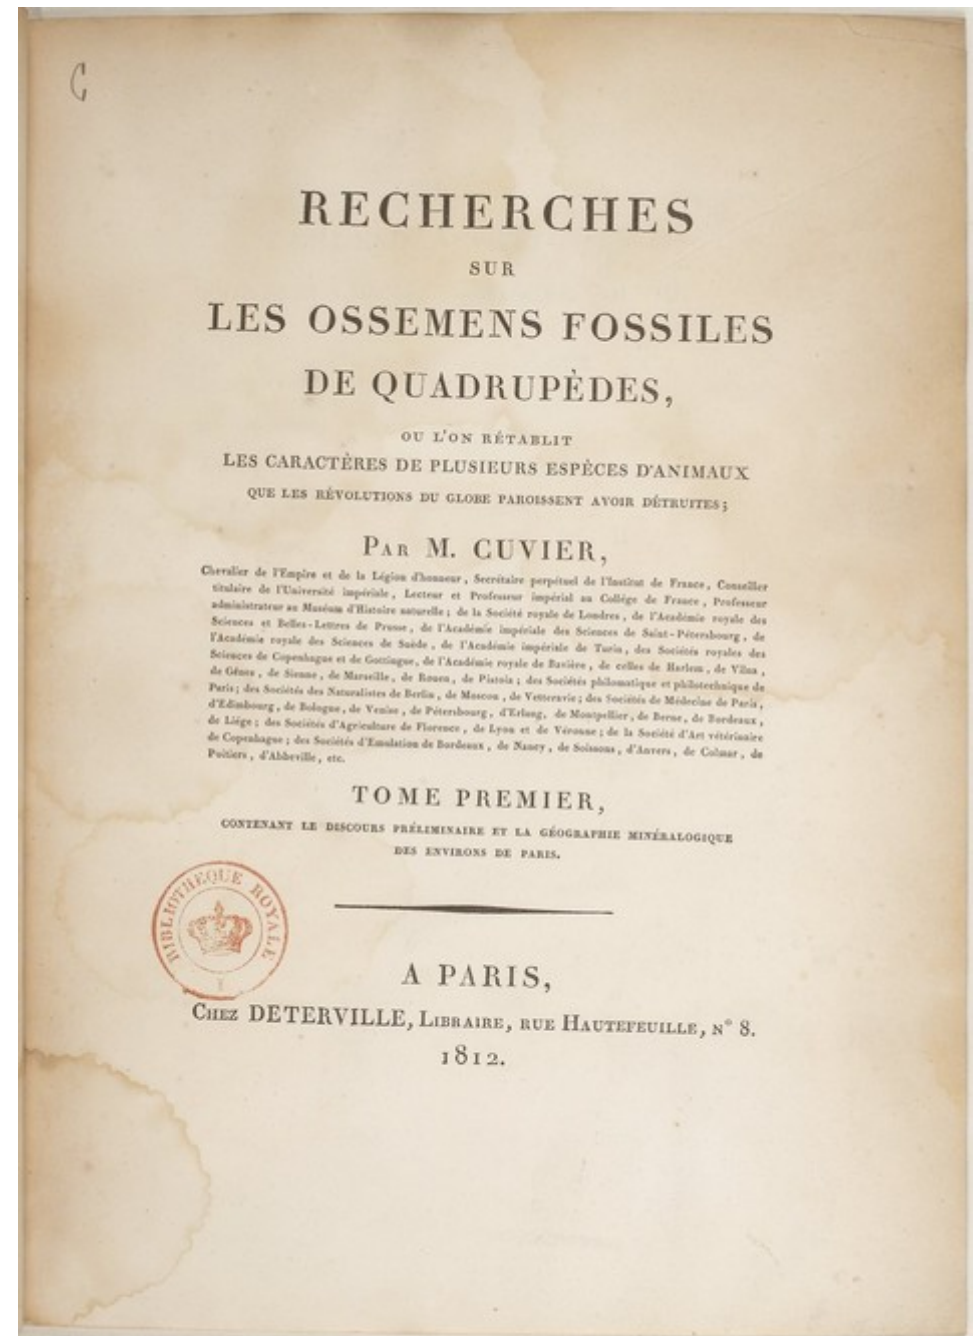 C
RECHERCHES
SUR
LES OSSEMENS FOSSILES
DE QUADRUPÈDES,
OU L'ON RÉTABLIT
LES CARACTÈRES DE PLUSIEURS ESPÈCES D'ANIMAUX
QUE LES RÉVOLUTIONS DU GLOBE PAROISSENT AVOIR DÉTRUITES;
PAR M. CUVIER,
Chevalier de l'Empire et de la Légion d'honneur, Secrétaire perpétuel de l'Institut de France, Conseiller
titulaire de l'Université impériale, Lecteur et Professeur impérial au Collége de France, Professeur
administrateur au Muséum d'Histoire naturelle; de la Société royale de Londres, de l'Académie royale des
Sciences et Belles-Lettres de Prusse, de l'Académie impériale des Sciences de Saint-Pétersbourg, de
l'Académie royale des Sciences de Suède, de l'Académie impériale de Turin, des Sociétés royales des
Sciences de Copenhague et de Gottingue, de l'Académie royale de Bavière, de celles de Harlem, de Vilna,
de Gênes, de Sienne, de Marseille, de Rouen, de Pistoia; des Sociétés philomatique et philotechnique de
Paris; des Sociétés des Naturalistes de Berlin, de Moscou, de Vetteravie; des Sociétés de Médecine de Paris,
d'Edimbourg, de Bologne, de Venise, de Pétersbourg, d'Erlang, de Montpellier, de Berne, de Bordeaux,
de Liége; des Sociétés d'Agriculture de Florence, de Lyon et de Véronne; de la Société d'Art vétérinaire
de Copenhague; des Sociétés d'Emulation de Bordeaux, de Nancy, de Soissons, d'Anvers, de Colmar, de
Poitiers, d'Abbeville, etc.
TOME PREMIER,
CONTENANT LE DISCOURS PRÉLIMINAIRE ET LA GÉOGRAPHIE MINÉRALOGIQUE
DES ENVIRONS DE PARIS.
BIBLIOTHEQUE ROYALE
I
A PARIS,
CHEZ DETERVILLE, LIBRAIRE, RUE HAUTEFEUILLE, N° 8.
1812.